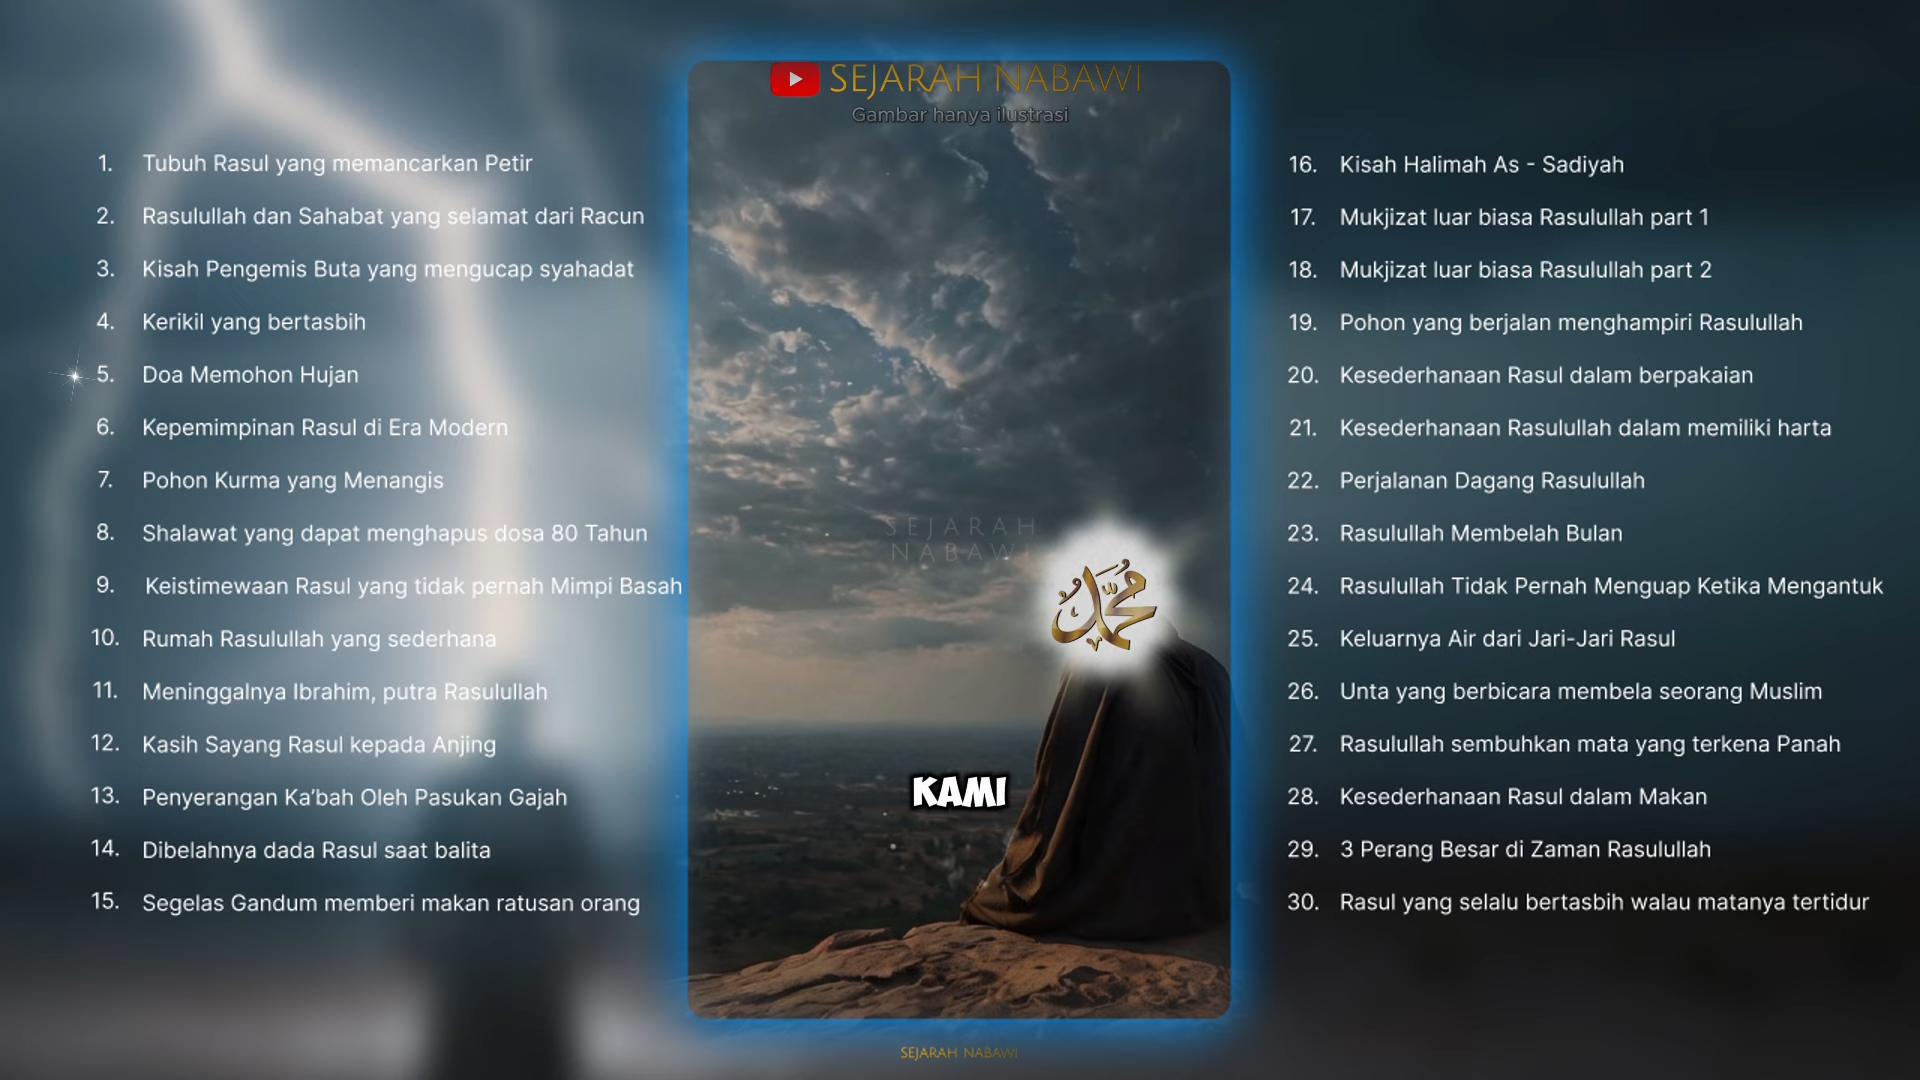 SEJARAH NABAWI
Gambar hanya ilustrasi
1. Tubuh Rasul yang memancarkan Petir
2. Rasulullah dan Sahabat yang selamat dari Racun
3. Kisah Pengemis Buta yang mengucap syahadat
4. Kerikil yang bertasbih
5. Doa Memohon Hujan
6. Kepemimpinan Rasul di Era Modern
7. Pohon Kurma yang Menangis
8. Shalawat yang dapat menghapus dosa 80 Tahun
9. Keistimewaan Rasul yang tidak pernah Mimpi Basah
10. Rumah Rasulullah yang sederhana
11. Meninggalnya Ibrahim, putra Rasulullah
12. Kasih Sayang Rasul kepada Anjing
13. Penyerangan Ka’bah Oleh Pasukan Gajah
14. Dibelahnya dada Rasul saat balita
15. Segelas Gandum memberi makan ratusan orang
SEJARAH
NABAWI
محمد
KAMI
16. Kisah Halimah As - Sadiyah
17. Mukjizat luar biasa Rasulullah part 1
18. Mukjizat luar biasa Rasulullah part 2
19. Pohon yang berjalan menghampiri Rasulullah
20. Kesederhanaan Rasul dalam berpakaian
21. Kesederhanaan Rasulullah dalam memiliki harta
22. Perjalanan Dagang Rasulullah
23. Rasulullah Membelah Bulan
24. Rasulullah Tidak Pernah Menguap Ketika Mengantuk
25. Keluarnya Air dari Jari-Jari Rasul
26. Unta yang berbicara membela seorang Muslim
27. Rasulullah sembuhkan mata yang terkena Panah
28. Kesederhanaan Rasul dalam Makan
29. 3 Perang Besar di Zaman Rasulullah
30. Rasul yang selalu bertasbih walau matanya tertidur
SEJARAH NABAWI